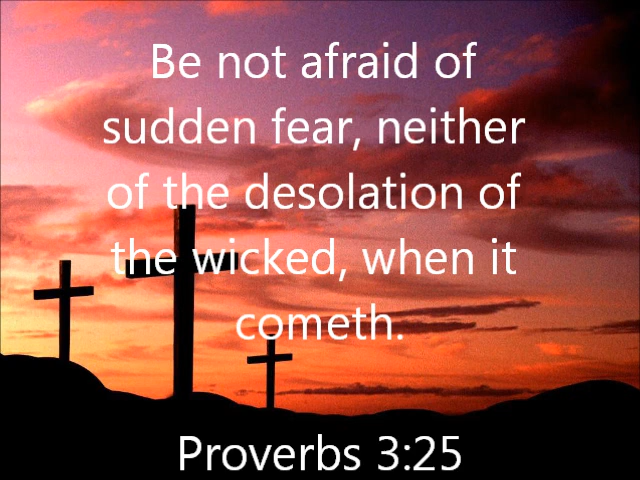 Be not afraid of
sudden fear, neither
of the desolation of
the wicked, when it
cometh.
Proverbs 3:25